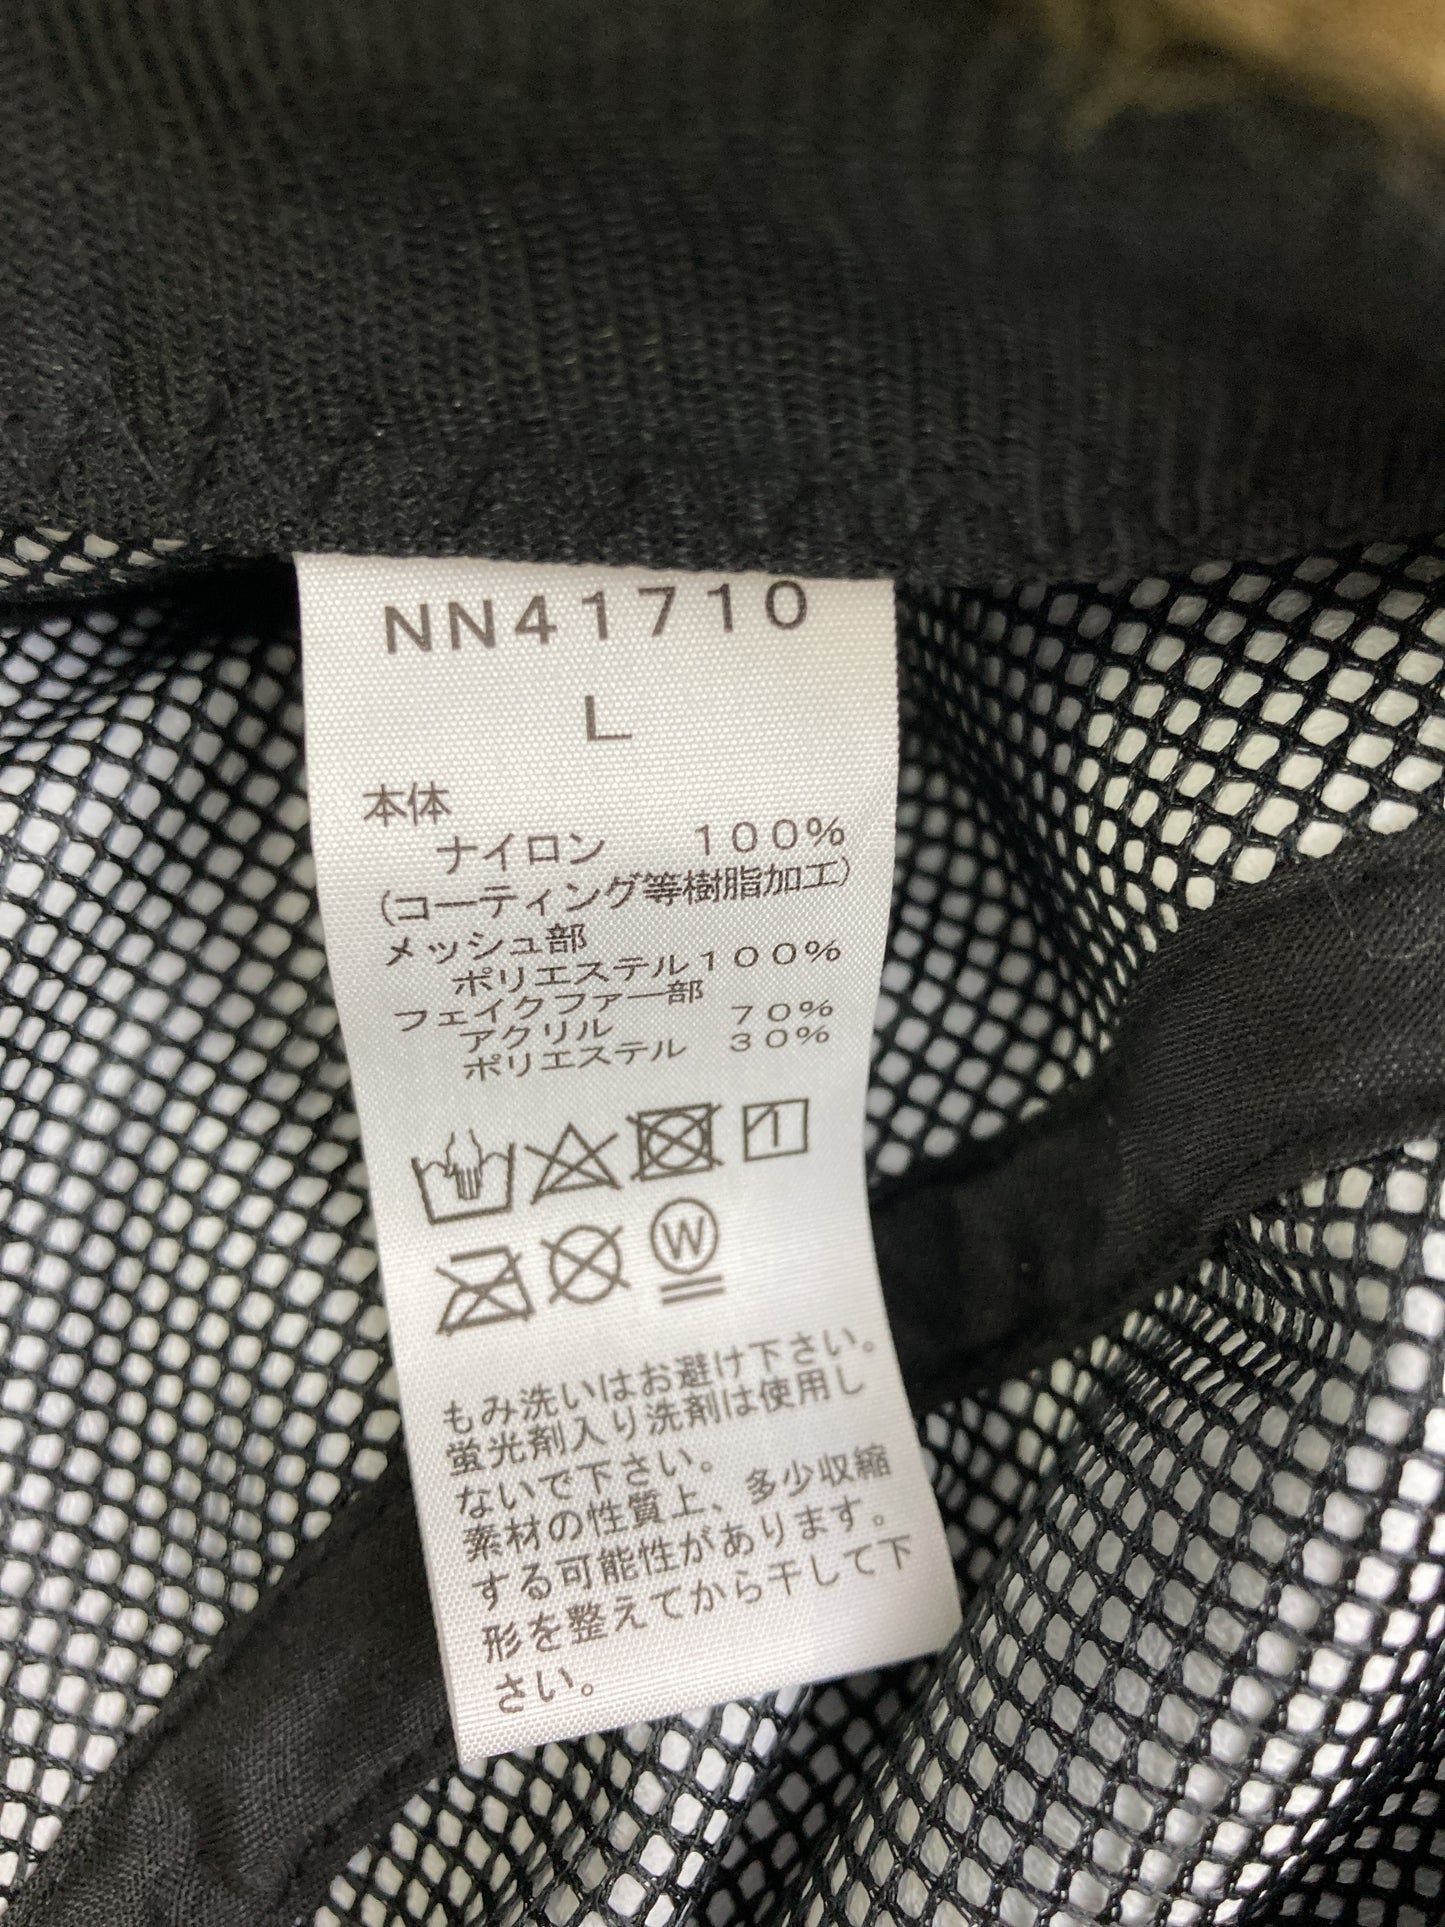 NN41710
L
本体
ナイロン 100%
(コーティング等樹脂加工)
メッシュ部
ポリエステル100%
フェイクファー部
アクリル 70%
ポリエステル 30%
1
W
もみ洗いはお避け下さい。
蛍光剤入り洗剤は使用し
ないで下さい。
素材の性質上、多少収縮
する可能性があります。
形を整えてから干して下
さい。